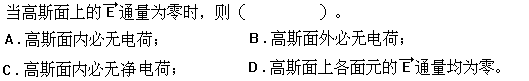 当高斯面上的E⃗通量为零时，则（　　　　）。
A．高斯面内必无电荷；　　B．高斯面外必无电荷；
C．高斯面内必无净电荷；　　D．高斯面上各面元的E⃗通量均为零。